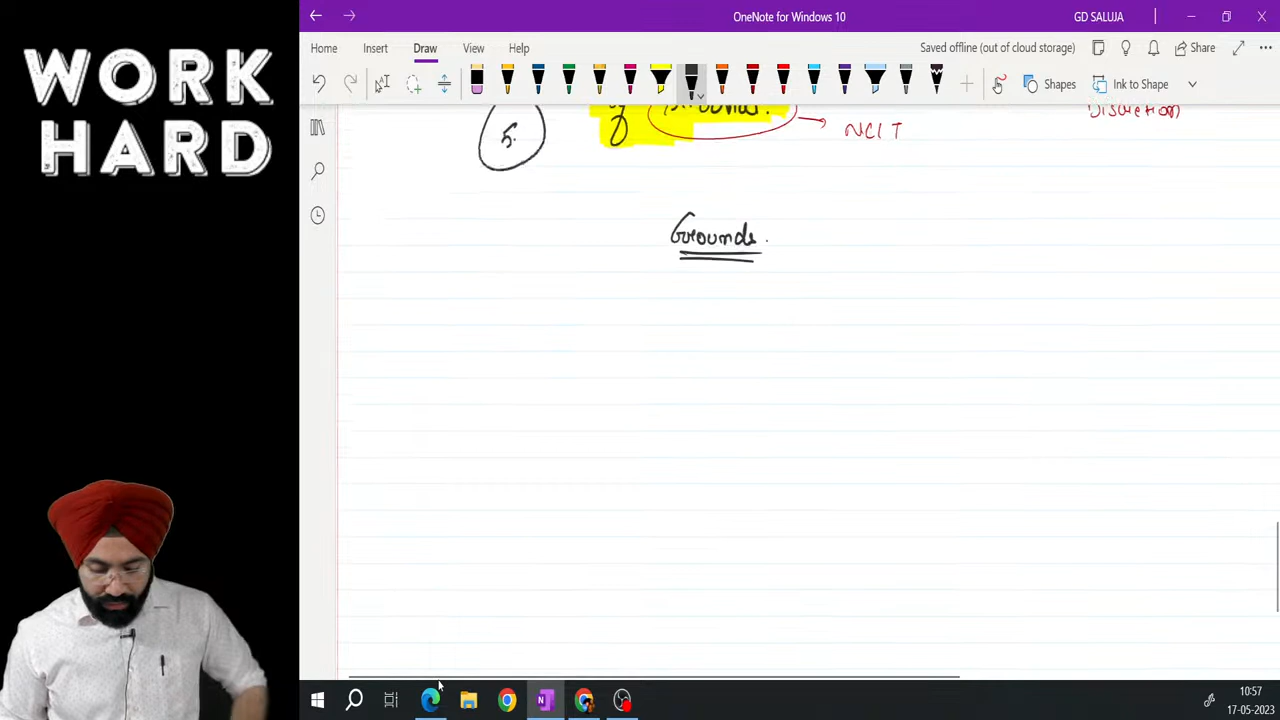 WORK
HARD
OneNote for Windows 10
GD SALUJA
Home Insert Draw View Help
Saved offline (out of cloud storage)
Share
Shapes
Ink to Shape
Discretion
of
NCLT
5.
Grounds.
10:57
17-05-2023